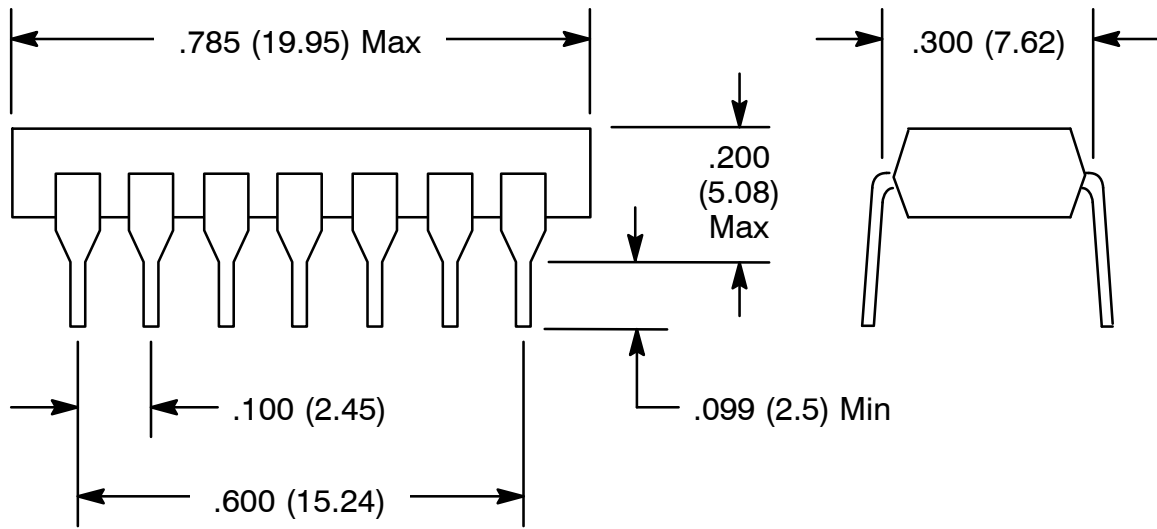 .785 (19.95) Max
.300 (7.62)
.200
(5.08)
Max
.100 (2.45)
.099 (2.5) Min
.600 (15.24)